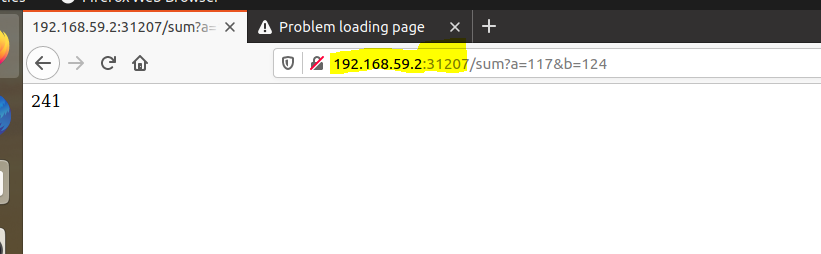 Firefox Web Browser
192.168.59.2:31207/sum?a=
Problem loading page
192.168.59.2:31207/sum?a=117&b=124
241